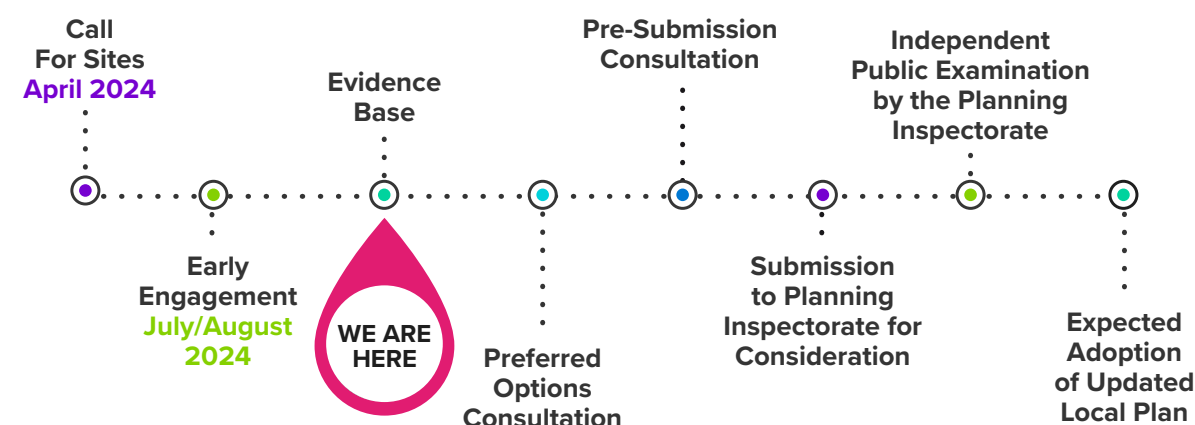 Call
For Sites
April 2024
Early
Engagement
July/August
2024
Evidence
Base
WE ARE
HERE
Preferred
Options
Consultation
Pre-Submission
Consultation
Submission
to Planning
Inspectorate for
Consideration
Independent
Public Examination
by the Planning
Inspectorate
Expected
Adoption
of Updated
Local Plan